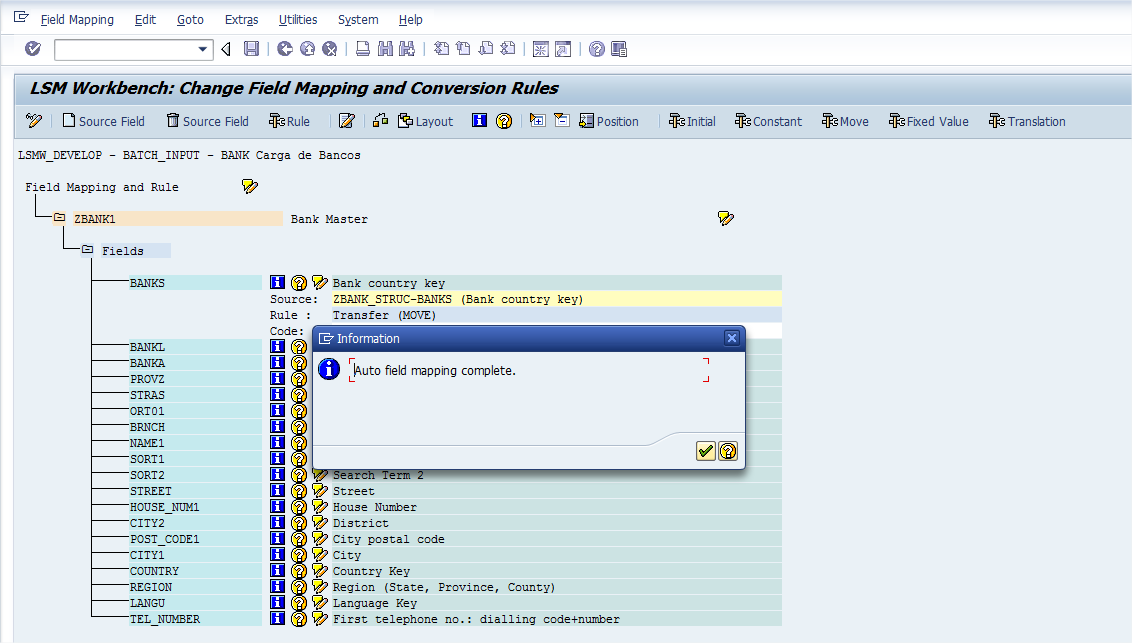 Field Mapping Edit Goto Extras Utilities System Help
LSM Workbench: Change Field Mapping and Conversion Rules
Source Field Source Field Rule Layout Position Initial Constant Move Fixed Value Translation
LSMW_DEVELOP - BATCH_INPUT - BANK Carga de Bancos
Field Mapping and Rule
ZBANK1 Bank Master
Fields
BANKS Bank country key
Source: ZBANK_STRUC-BANKS (Bank country key)
Rule : Transfer (MOVE)
Code:
Information
Auto field mapping complete.
BANKL
BANKA
PROVZ
STRAS
ORT01
BRNCH
NAME1
SORT1
SORT2 Search Term 2
STREET Street
HOUSE_NUM1 House Number
CITY2 District
POST_CODE1 City postal code
CITY1 City
COUNTRY Country Key
REGION Region (State, Province, County)
LANGU Language Key
TEL_NUMBER First telephone no.: dialling code+number